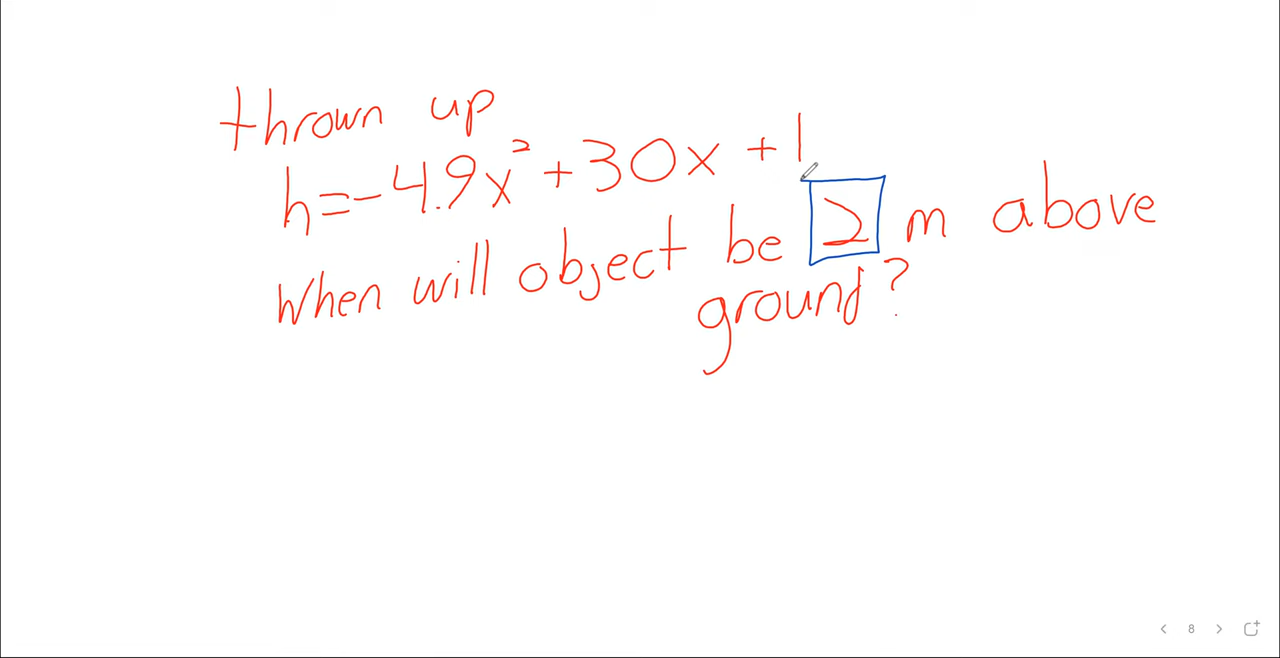 thrown up
h=-4.9x²+30x+1
When will object be 2 m above
ground?
8